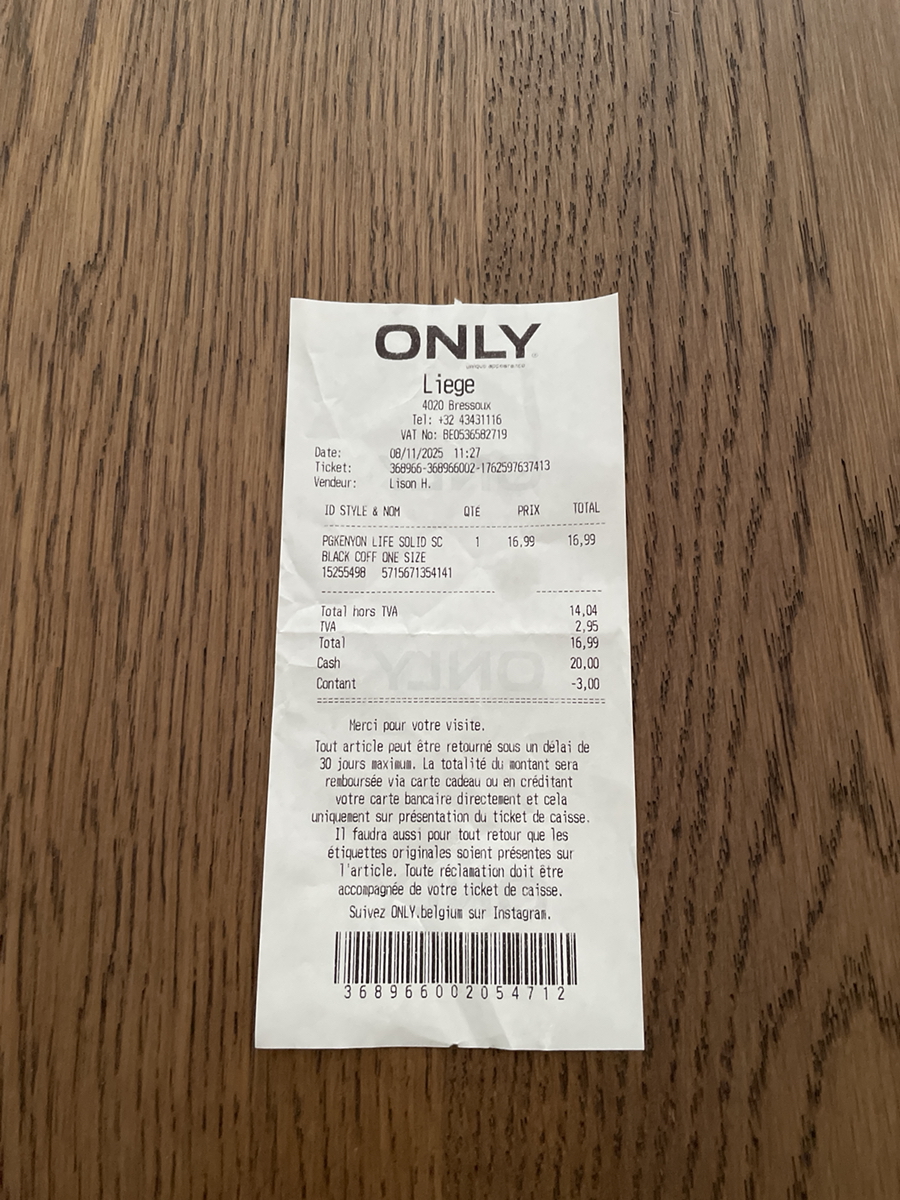 ONLY
unique appearance
Liege
4020 Bressoux
Tel: +32 43431116
VAT No: BE0536582719
Date: 08/11/2025 11:27
Ticket: 368966-368966002-1762597637413
Vendeur: Lison H.
ID STYLE & NOM QTÉ PRIX TOTAL
PGKENYON LIFE SOLID SC 1 16,99 16,99
BLACK COFF ONE SIZE
15255498 5715671354141
Total hors TVA 14,04
TVA 2,95
Total 16,99
Cash 20,00
Contant -3,00
Merci pour votre visite.
Tout article peut être retourné sous un délai de
30 jours maximum. La totalité du montant sera
remboursée via carte cadeau ou en créditant
votre carte bancaire directement et cela
uniquement sur présentation du ticket de caisse.
Il faudra aussi pour tout retour que les
étiquettes originales soient présentes sur
l'article. Toute réclamation doit être
accompagnée de votre ticket de caisse.
Suivez ONLY.belgium sur Instagram.
368966002054712